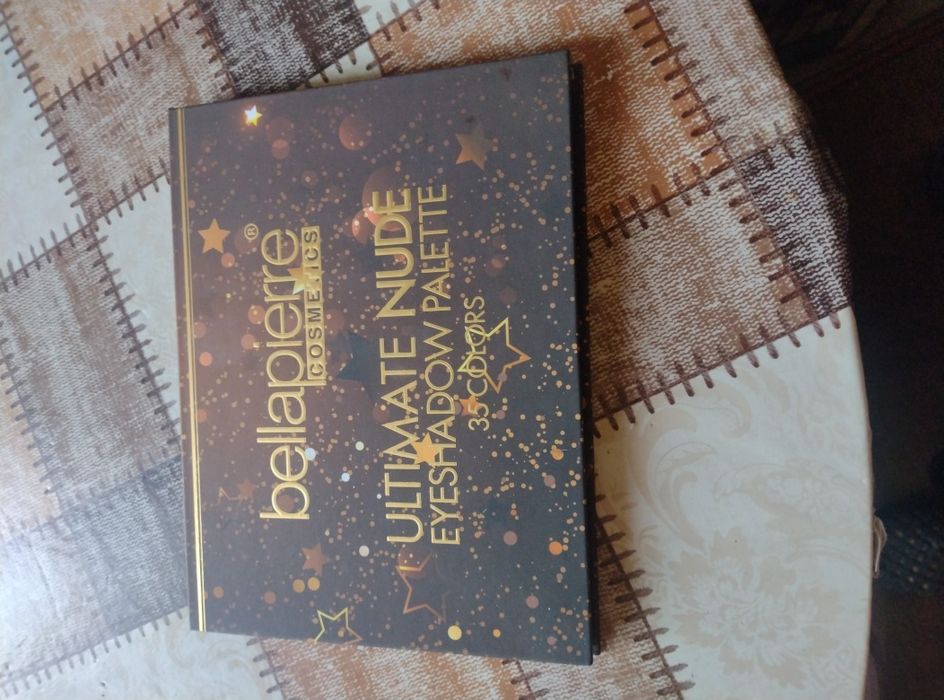 bellapierre®
COSMETICS
ULTIMATE NUDE
EYESHADOW PALETTE
35 COLORS